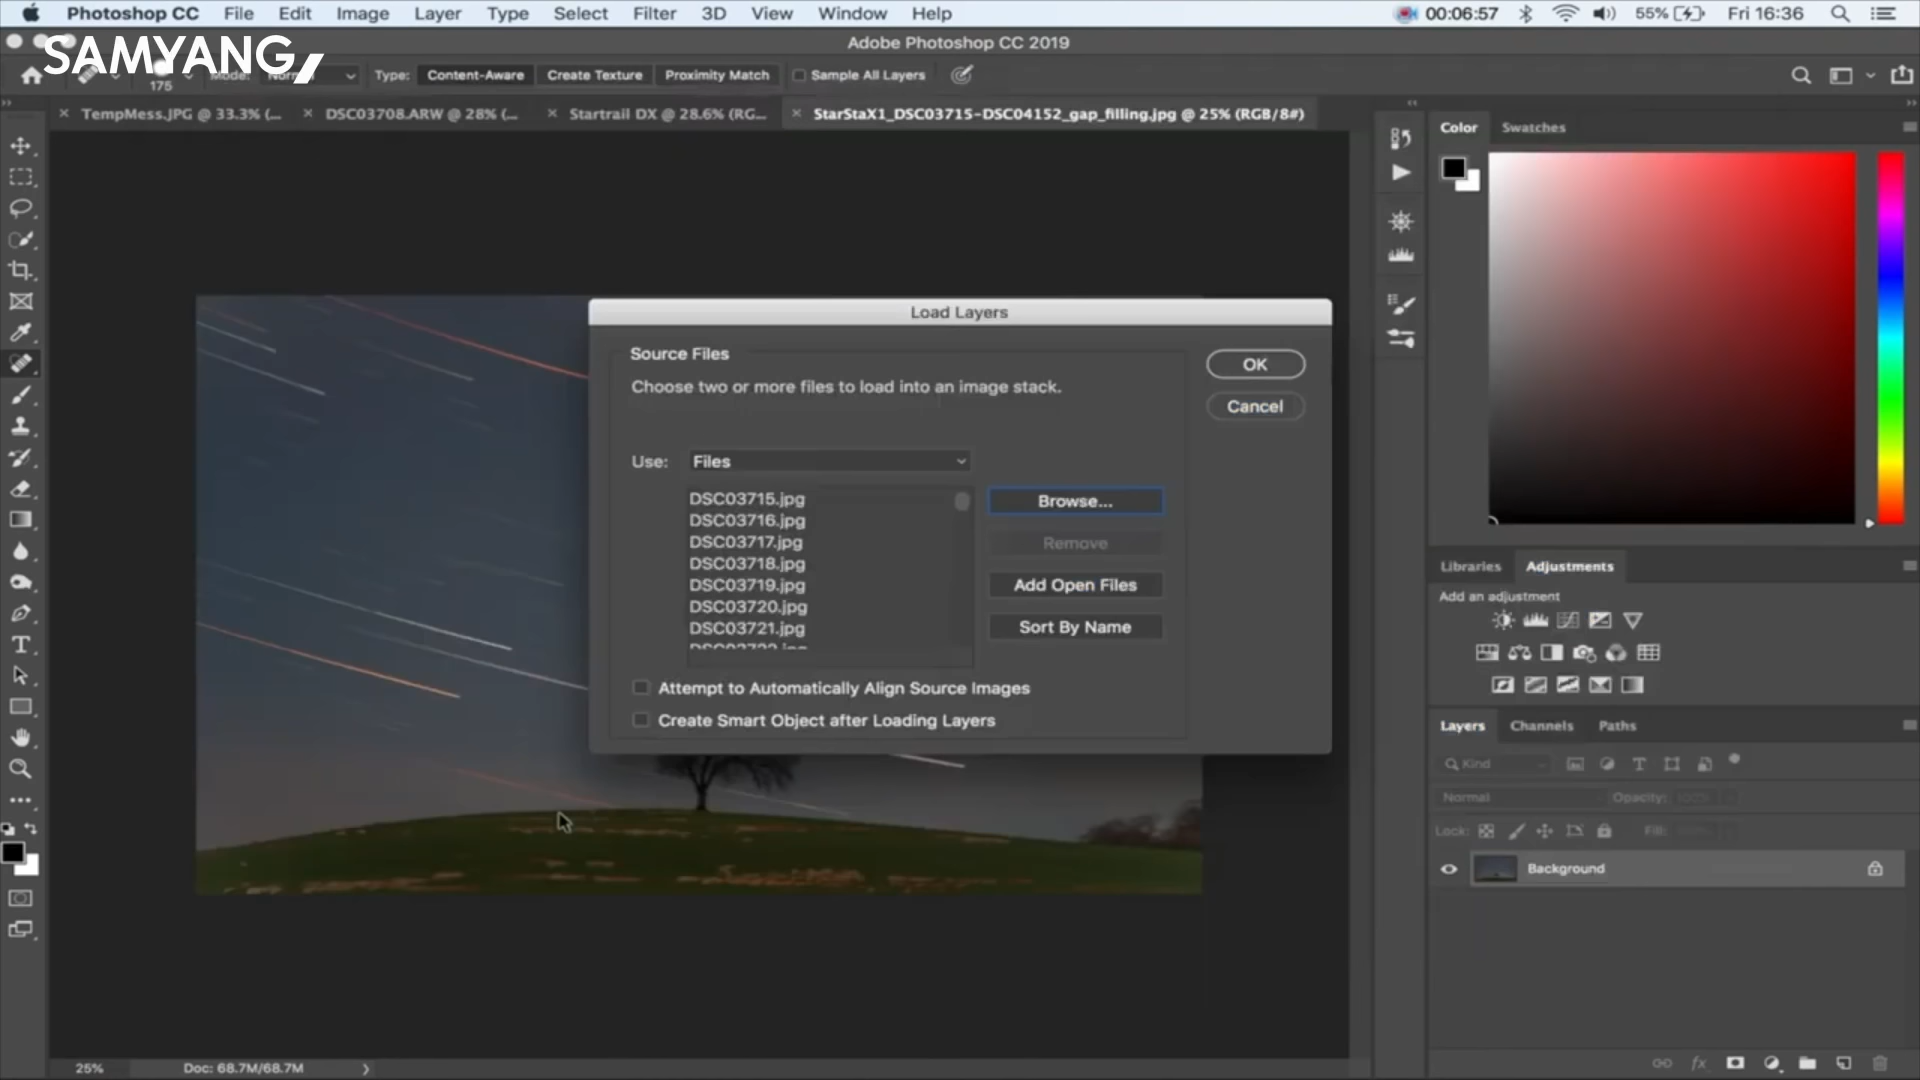 Photoshop CC File Edit Image Layer Type Select Filter 3D View Window Help 00:06:57 55% Fri 16:36
Adobe Photoshop CC 2019
SAMYANG
175 Mode: Type: Content-Aware Create Texture Proximity Match Sample All Layers
TempMess.JPG @ 33.3% (... DSC03708.ARW @ 28% (... Startrail DX @ 28.6% (RG... StarStaX1_DSC03715-DSC04152_gap_filling.jpg @ 25% (RGB/8#)
Color Swatches
Load Layers
Source Files
Choose two or more files to load into an image stack.
OK
Cancel
Use: Files
DSC03715.jpg
DSC03716.jpg
DSC03717.jpg
DSC03718.jpg
DSC03719.jpg
DSC03720.jpg
DSC03721.jpg
Browse...
Remove
Add Open Files
Sort By Name
Attempt to Automatically Align Source Images
Create Smart Object after Loading Layers
Libraries Adjustments
Add an adjustment
Layers Channels Paths
Kind
Normal Opacity:
Lock: Fill:
Background
25% Doc: 68.7M/68.7M